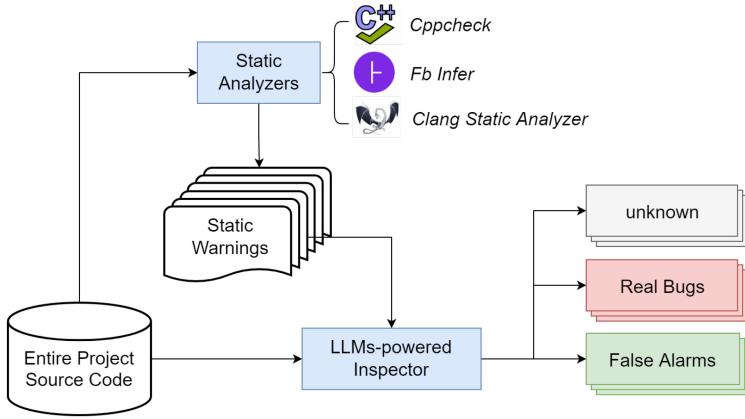 C++
Cppcheck
Static
Analyzers
Fb Infer
Clang Static Analyzer
Static
Warnings
unknown
Real Bugs
Entire Project
Source Code
LLMs-powered
Inspector
False Alarms